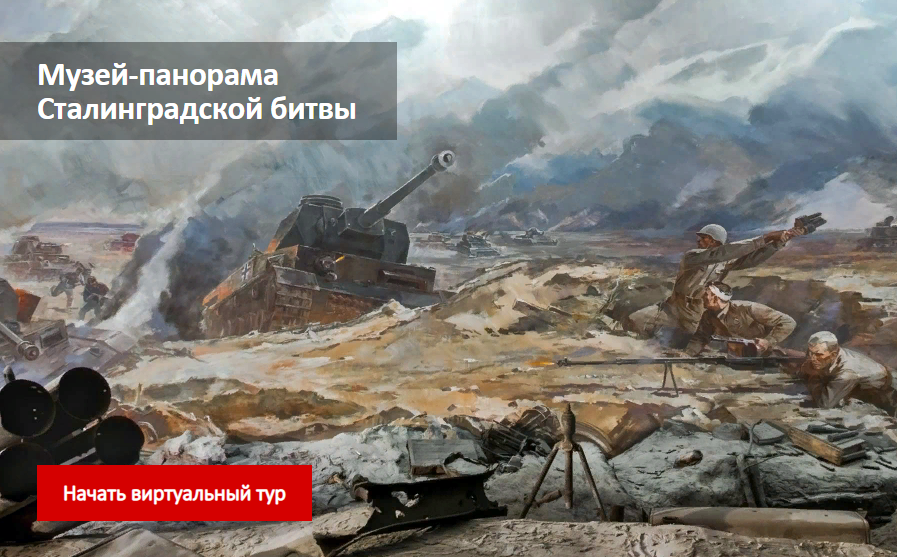 Музей-панорама
Сталинградской битвы
Начать виртуальный тур